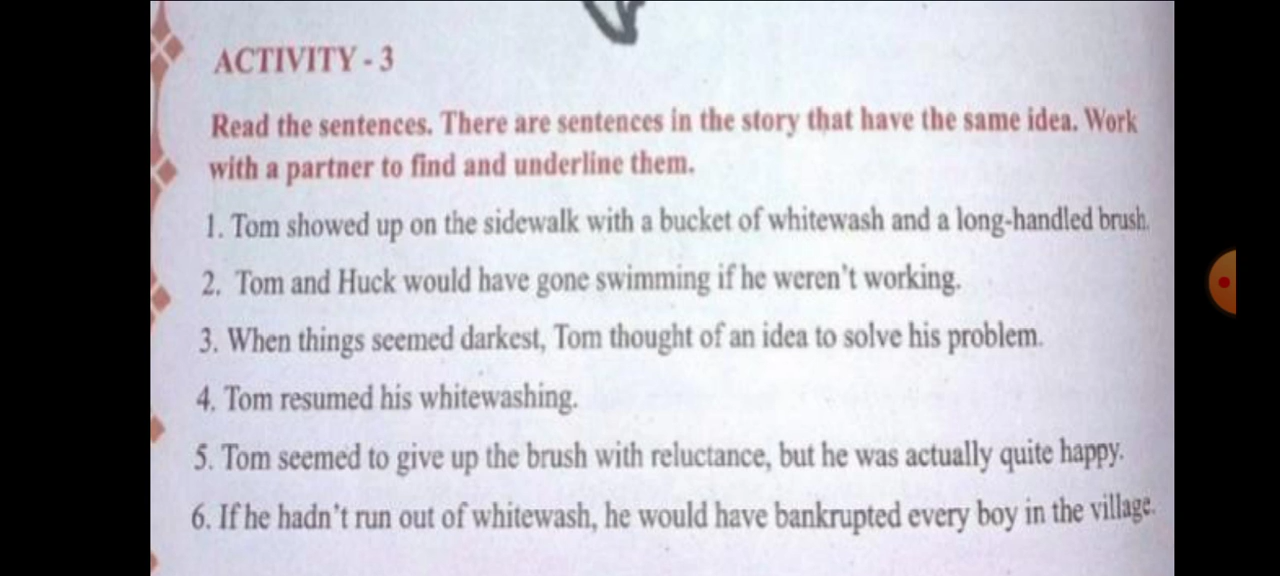 ACTIVITY - 3
Read the sentences. There are sentences in the story that have the same idea. Work
with a partner to find and underline them.
1. Tom showed up on the sidewalk with a bucket of whitewash and a long-handled brush.
2. Tom and Huck would have gone swimming if he weren't working.
3. When things seemed darkest, Tom thought of an idea to solve his problem.
4. Tom resumed his whitewashing.
5. Tom seemed to give up the brush with reluctance, but he was actually quite happy.
6. If he hadn't run out of whitewash, he would have bankrupted every boy in the village.